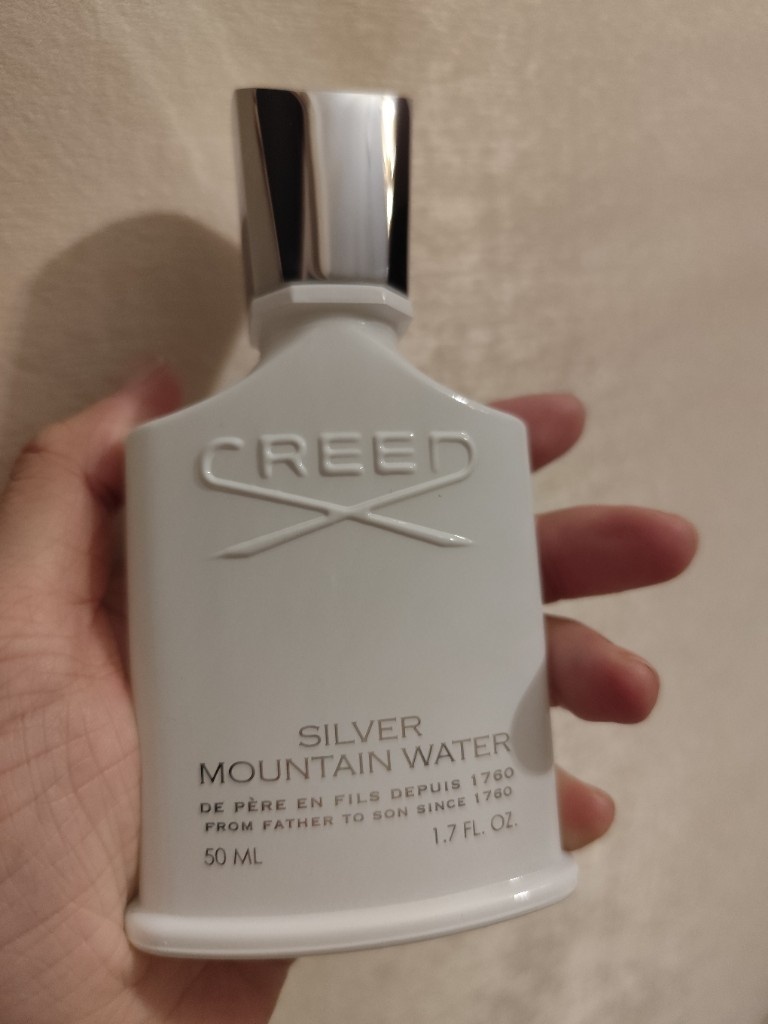 CREED
SILVER
MOUNTAIN WATER
DE PÈRE EN FILS DEPUIS 1760
FROM FATHER TO SON SINCE 1760
50 ML 1.7 FL. OZ.